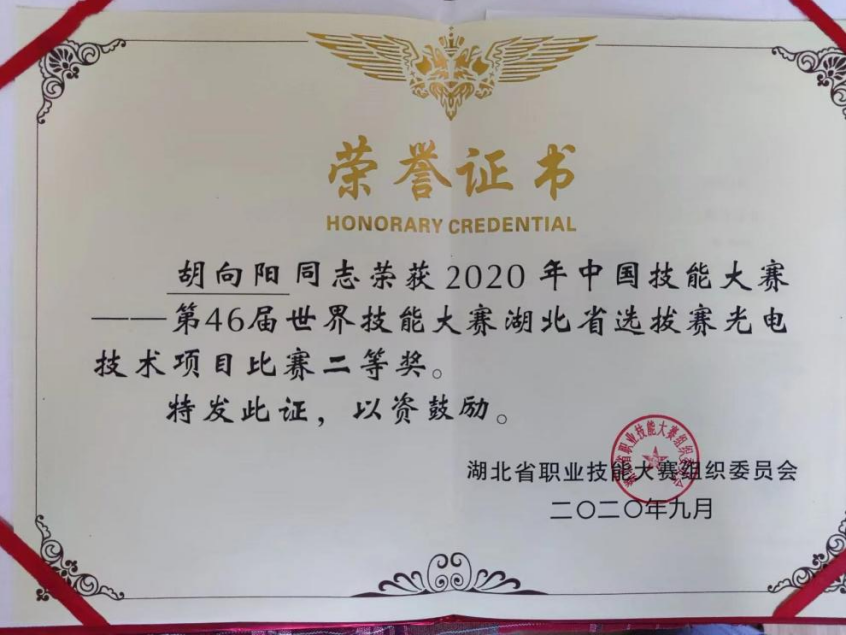 荣誉证书
HONORARY CREDENTIAL
胡向阳同志荣获2020年中国技能大赛
——第46届世界技能大赛湖北省选拔赛光电
技术项目比赛二等奖。
特发此证，以资鼓励。
湖北省职业技能大赛组织委员会
二〇二〇年九月